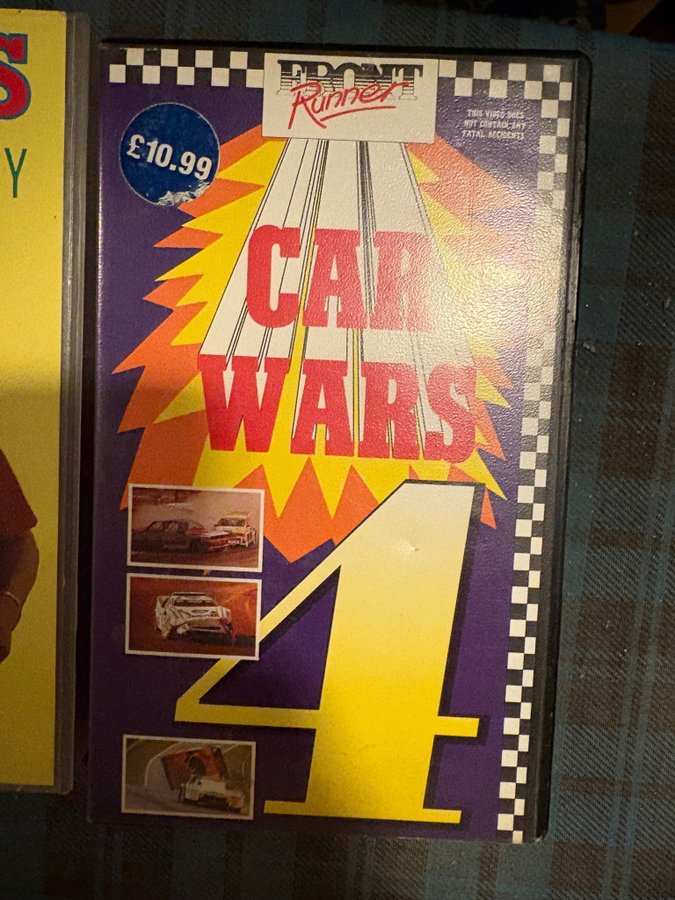 S
Y
FRONT
Runner
£10.99
THIS VIDEO DOES
NOT CONTAIN ANY
FATAL ACCIDENTS
CAR
WARS
4